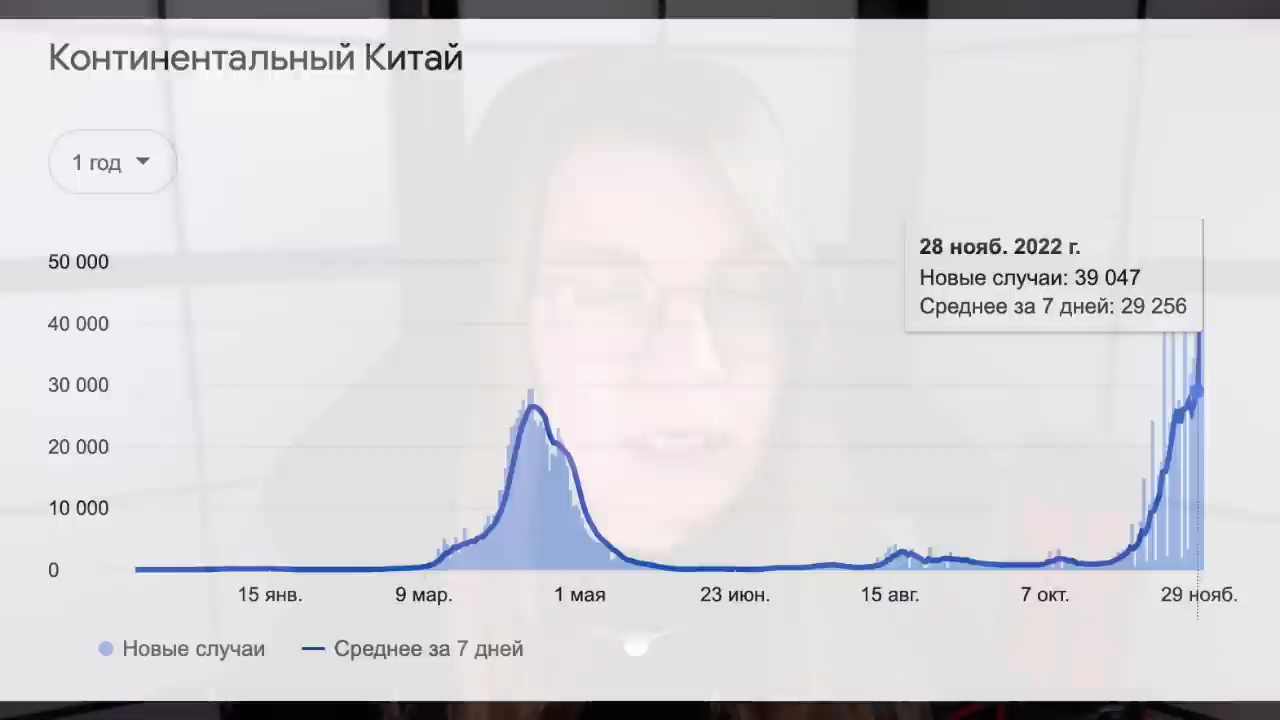 Континентальный Китай
1 год
28 нояб. 2022 г.
Новые случаи: 39 047
Среднее за 7 дней: 29 256
50 000
40 000
30 000
20 000
10 000
0
15 янв. 9 мар. 1 мая 23 июн. 15 авг. 7 окт. 29 нояб.
Новые случаи Среднее за 7 дней